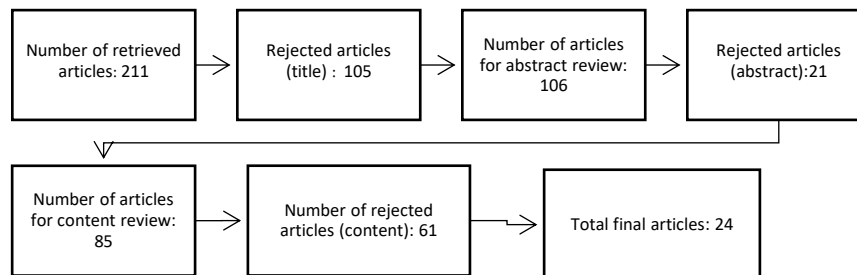 Number of retrieved
articles: 211
Rejected articles
(title) : 105
Number of articles
for abstract review:
106
Rejected articles
(abstract):21
Number of articles
for content review:
85
Number of rejected
articles (content): 61
Total final articles: 24